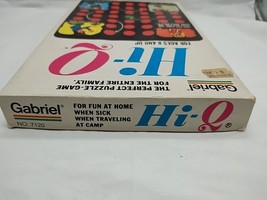 FOR AGES 6 AND UP
Hi-Q
THE PERFECT PUZZLE-GAME
FOR THE ENTIRE FAMILY.
Gabriel
Gabriel
NO. 7125
FOR FUN AT HOME
WHEN SICK
WHEN TRAVELING
AT CAMP
Hi-Q®